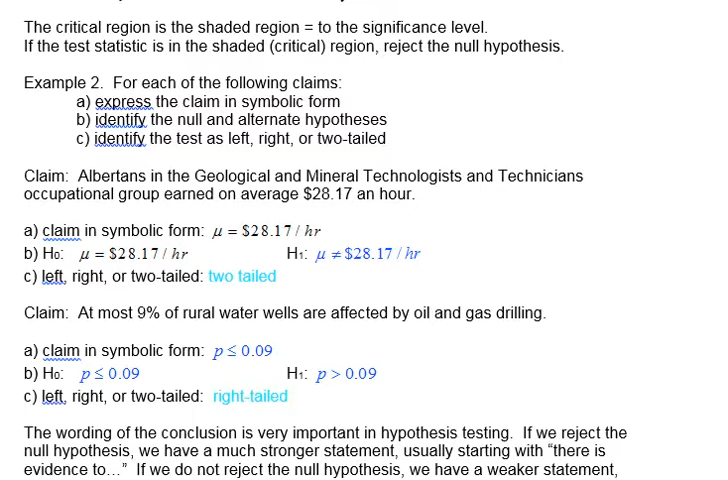 The critical region is the shaded region = to the significance level.
If the test statistic is in the shaded (critical) region, reject the null hypothesis.
Example 2.  For each of the following claims:
a) express the claim in symbolic form
b) identify the null and alternate hypotheses
c) identify the test as left, right, or two-tailed
Claim:  Albertans in the Geological and Mineral Technologists and Technicians
occupational group earned on average $28.17 an hour.
a) claim in symbolic form:  μ = $28.17 / hr
b) H₀:  μ = $28.17 / hr    H₁:  μ ≠ $28.17 / hr
c) left, right, or two-tailed: two tailed
Claim:  At most 9% of rural water wells are affected by oil and gas drilling.
a) claim in symbolic form:  p ≤ 0.09
b) H₀:  p ≤ 0.09    H₁:  p > 0.09
c) left, right, or two-tailed:  right-tailed
The wording of the conclusion is very important in hypothesis testing.  If we reject the
null hypothesis, we have a much stronger statement, usually starting with “there is
evidence to…”  If we do not reject the null hypothesis, we have a weaker statement,